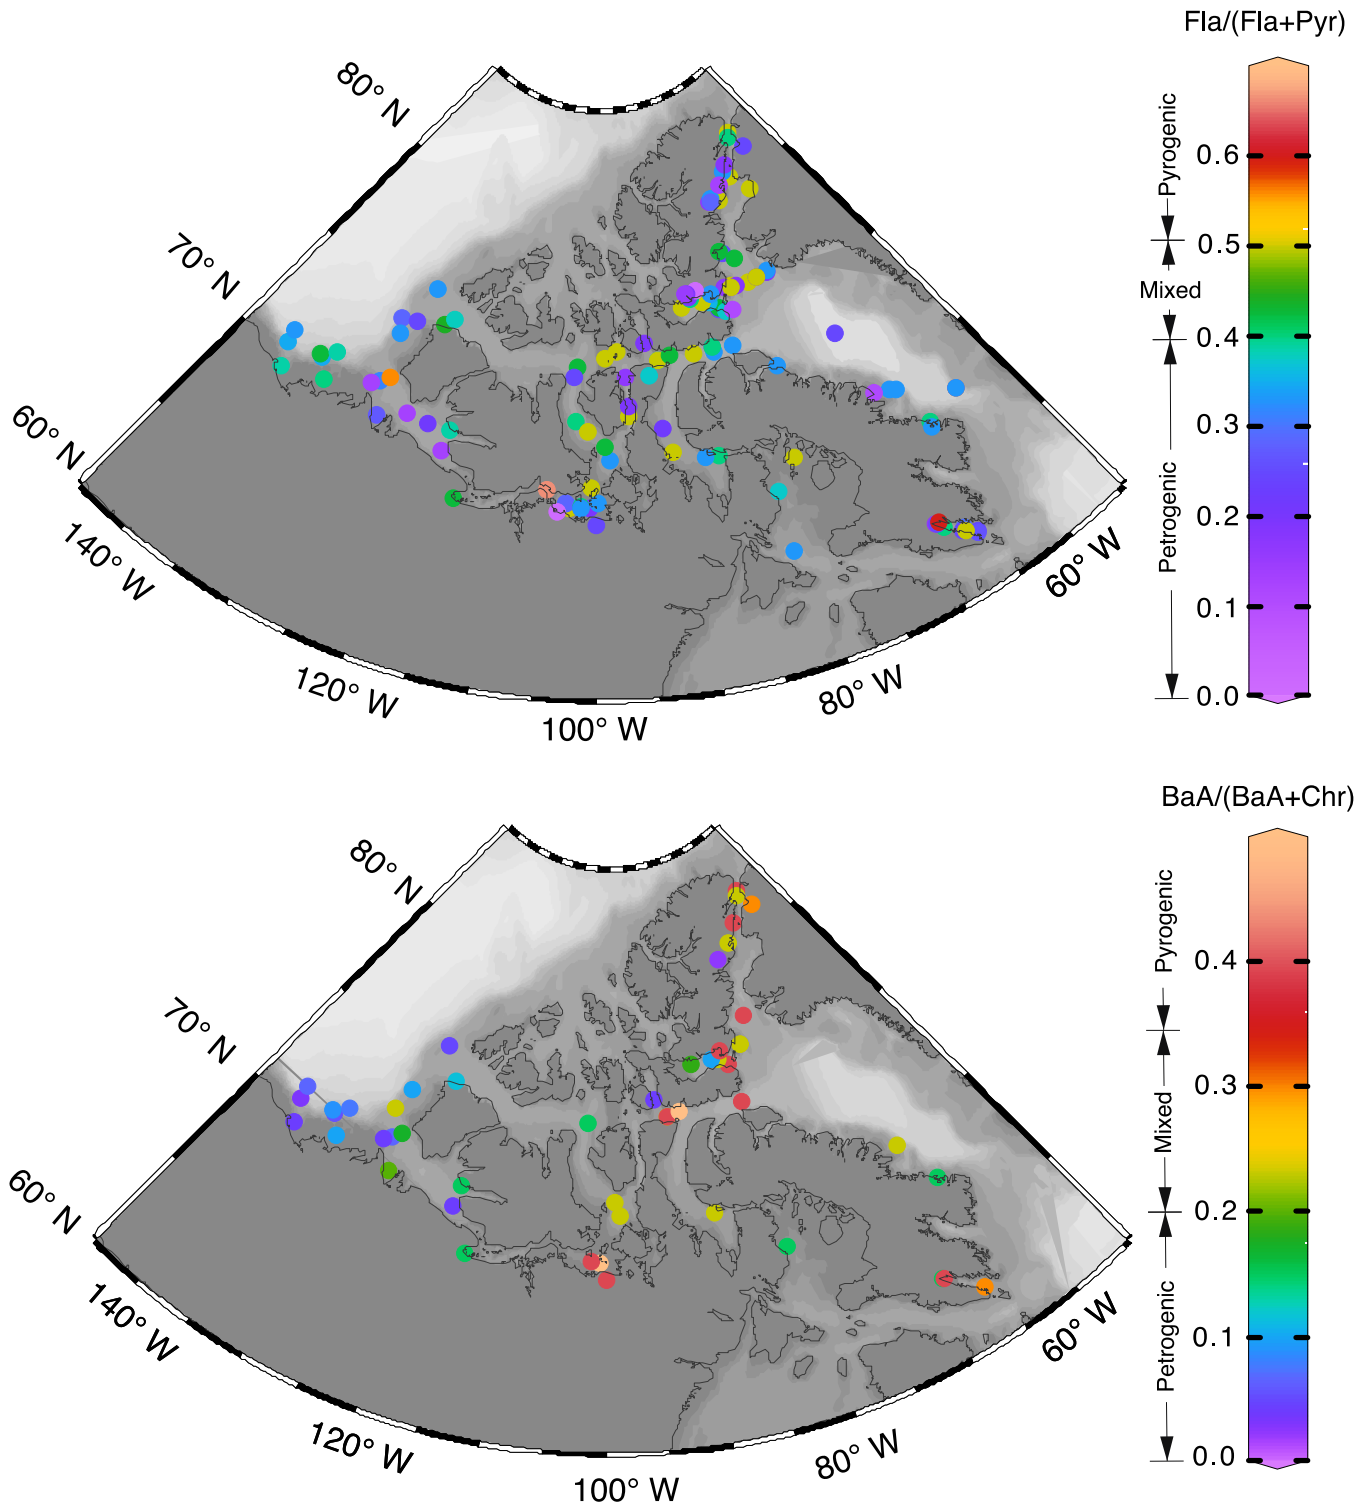 Fla/(Fla+Pyr)
80° N
70° N
60° N
140° W
120° W
100° W
80° W
60° W
Pyrogenic
Mixed
Petrogenic
0.6
0.5
0.4
0.3
0.2
0.1
0.0
BaA/(BaA+Chr)
80° N
70° N
60° N
140° W
120° W
100° W
80° W
60° W
Pyrogenic
Mixed
Petrogenic
0.4
0.3
0.2
0.1
0.0